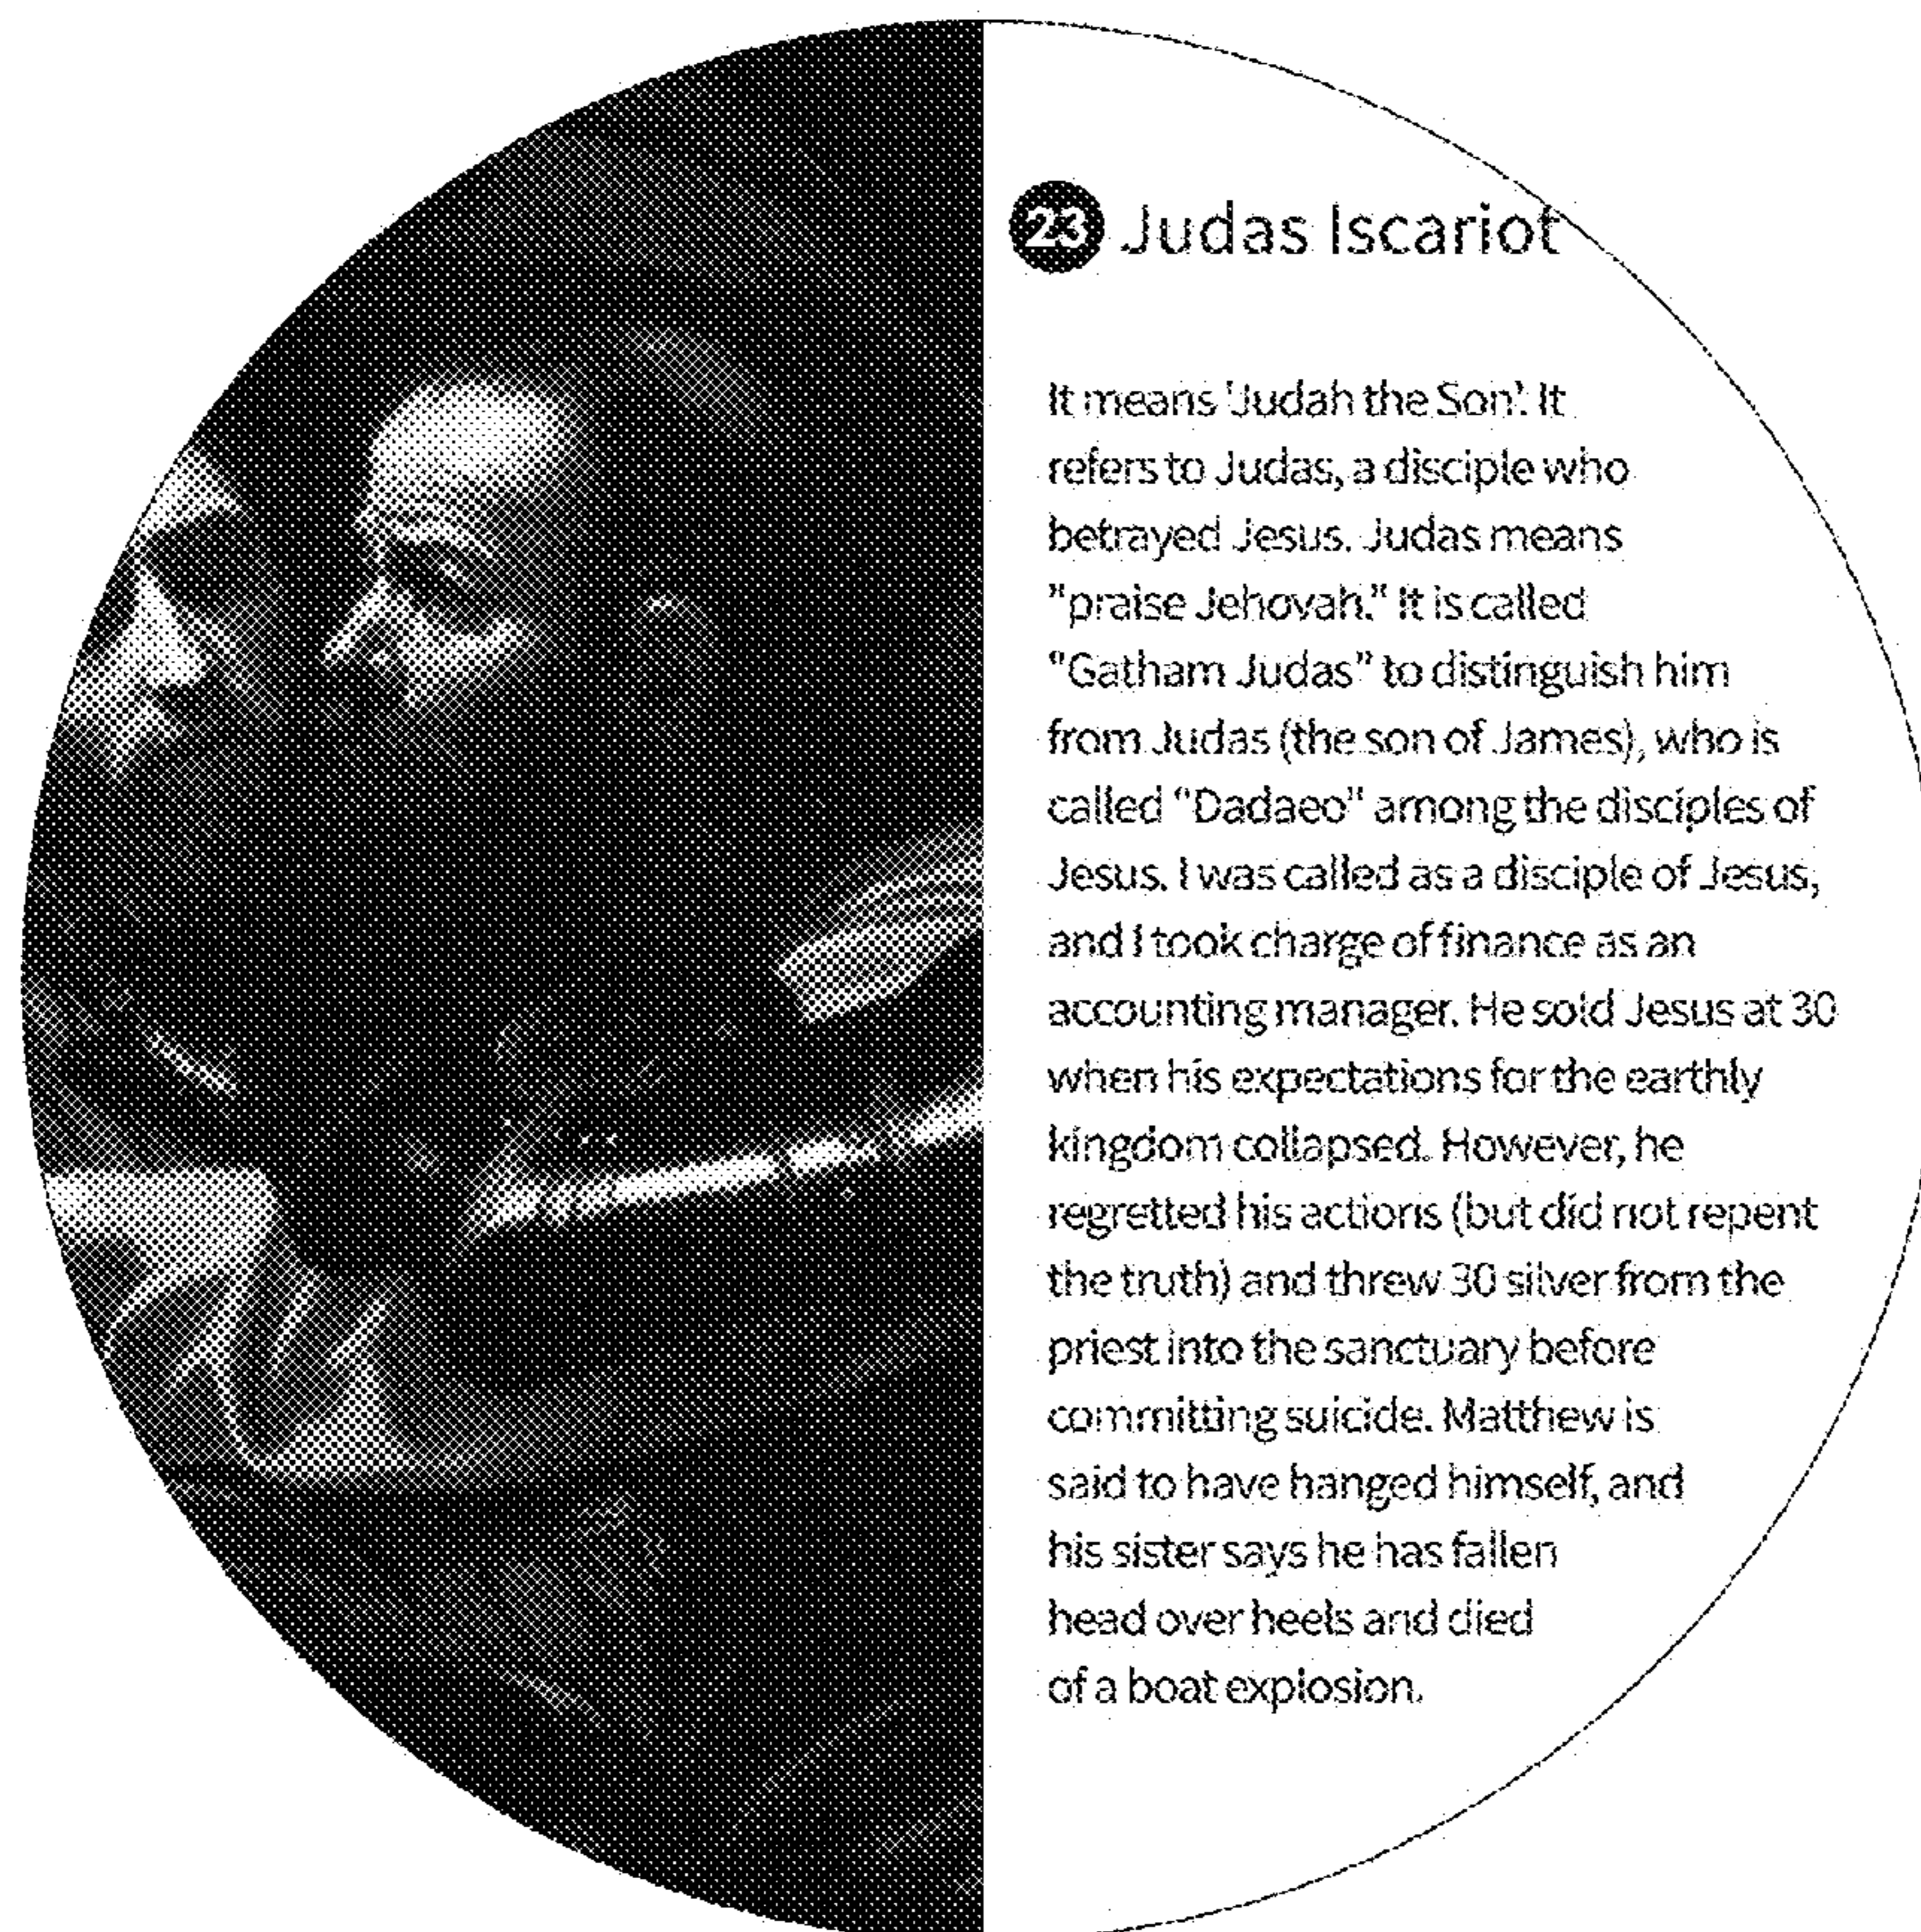 23 Judas Iscariot
It means 'Judah the Son'. It
refers to Judas, a disciple who
betrayed Jesus. Judas means
"praise Jehovah." It is called
"Gatham Judas" to distinguish him
from Judas (the son of James), who is
called "Dadaeo" among the disciples of
Jesus. I was called as a disciple of Jesus,
and I took charge of finance as an
accounting manager. He sold Jesus at 30
when his expectations for the earthly
kingdom collapsed. However, he
regretted his actions (but did not repent
the truth) and threw 30 silver from the
priest into the sanctuary before
committing suicide. Matthew is
said to have hanged himself, and
his sister says he has fallen
head over heels and died
of a boat explosion.